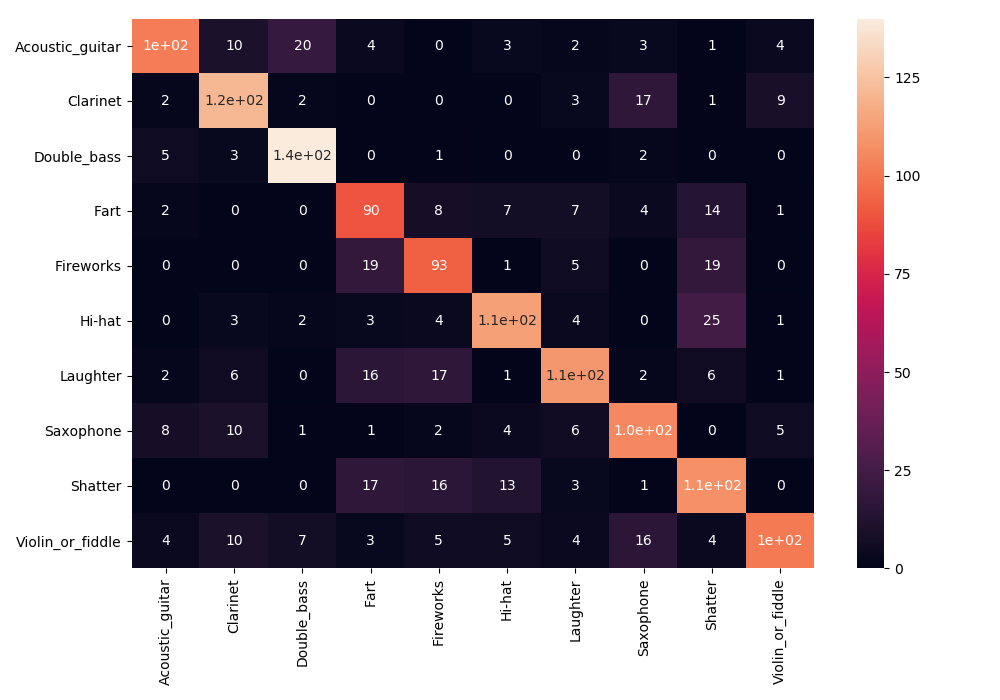 Acoustic_guitar 1e+02 10 20 4 0 3 2 3 1 4
Clarinet 2 1.2e+02 2 0 0 0 3 17 1 9
Double_bass 5 3 1.4e+02 0 1 0 0 2 0 0
Fart 2 0 0 90 8 7 7 4 14 1
Fireworks 0 0 0 19 93 1 5 0 19 0
Hi-hat 0 3 2 3 4 1.1e+02 4 0 25 1
Laughter 2 6 0 16 17 1 1.1e+02 2 6 1
Saxophone 8 10 1 1 2 4 6 1.0e+02 0 5
Shatter 0 0 0 17 16 13 3 1 1.1e+02 0
Violin_or_fiddle 4 10 7 3 5 5 4 16 4 1e+02
Acoustic_guitar Clarinet Double_bass Fart Fireworks Hi-hat Laughter Saxophone Shatter Violin_or_fiddle
125
100
75
50
25
0